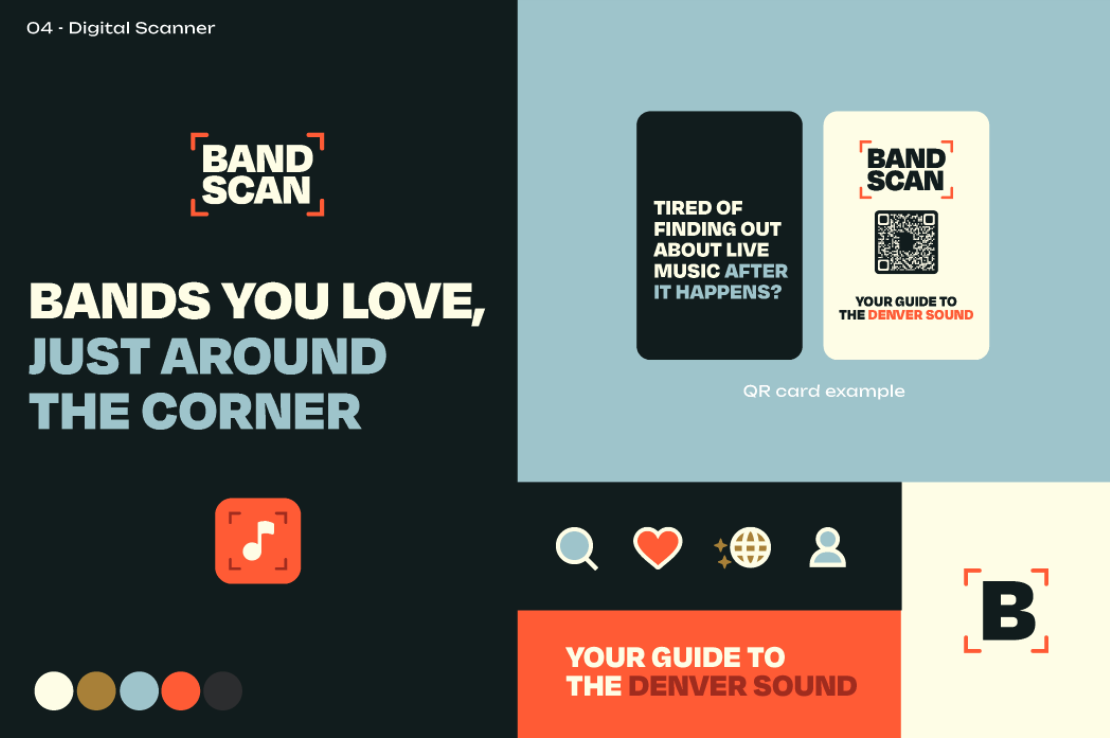 04 - Digital Scanner
BAND
SCAN
BANDS YOU LOVE,
JUST AROUND
THE CORNER
TIRED OF
FINDING OUT
ABOUT LIVE
MUSIC AFTER
IT HAPPENS?
BAND
SCAN
YOUR GUIDE TO
THE DENVER SOUND
QR card example
YOUR GUIDE TO
THE DENVER SOUND
B